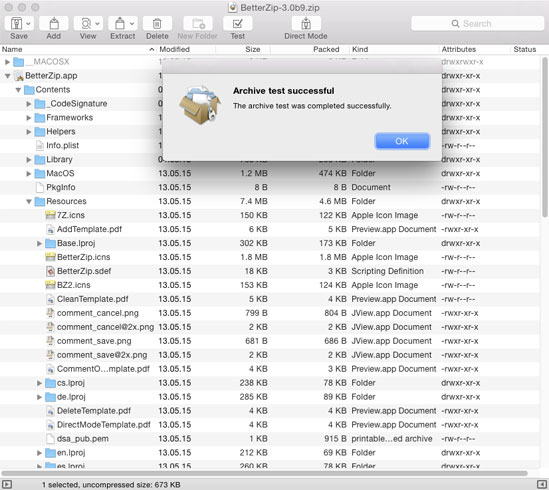 BetterZip-3.0b9.zip
Save Add View Extract Delete New Folder Test Direct Mode Search
Name Modified Size Packed Kind Attributes Status
__MACOSX drwxrwxr-x
BetterZip.app drwxr-xr-x
Archive test successful
Contents drwxr-xr-x
The archive test was completed successfully.
_CodeSignature drwxr-xr-x
Frameworks drwxr-xr-x
Helpers drwxr-xr-x
OK
Info.plist -rw-r--r--
Library Folder drwxr-xr-x
MacOS 13.05.15 1.2 MB 474 KB Folder drwxr-xr-x
PkgInfo 13.05.15 8 B 8 B Document -rw-r--r--
Resources 13.05.15 7.4 MB 4.6 MB Folder drwxr-xr-x
7Z.icns 13.05.15 150 KB 122 KB Apple Icon Image -rw-r--r--
AddTemplate.pdf 13.05.15 6 KB 5 KB Preview.app Document -rwxr-xr-x
Base.lproj 13.05.15 302 KB 173 KB Folder drwxr-xr-x
BetterZip.icns 13.05.15 1.8 MB 1.8 MB Apple Icon Image -rw-r--r--
BetterZip.sdef 13.05.15 18 KB 3 KB Scripting Definition -rw-r--r--
BZ2.icns 13.05.15 153 KB 124 KB Apple Icon Image -rw-r--r--
CleanTemplate.pdf 13.05.15 5 KB 4 KB Preview.app Document -rw-r--r--
comment_cancel.png 13.05.15 799 B 804 B JView.app Document -rwxr-xr-x
comment_cancel@2x.png 13.05.15 2 KB 2 KB JView.app Document -rwxr-xr-x
comment_save.png 13.05.15 681 B 686 B JView.app Document -rwxr-xr-x
comment_save@2x.png 13.05.15 2 KB 2 KB JView.app Document -rwxr-xr-x
CommentO...mplate.pdf 13.05.15 4 KB 3 KB Preview.app Document -rw-r--r--
cs.lproj 13.05.15 238 KB 78 KB Folder drwxr-xr-x
de.lproj 13.05.15 285 KB 89 KB Folder drwxr-xr-x
DeleteTemplate.pdf 13.05.15 4 KB 4 KB Preview.app Document -rwxr-xr-x
DirectModeTemplate.pdf 13.05.15 4 KB 4 KB Preview.app Document -rwxr-xr-x
dsa_pub.pem 13.05.15 1 KB 915 B printable...ed archive -rw-r--r--
en.lproj 13.05.15 212 KB 69 KB Folder drwxr-xr-x
es.lproj 13.05.15 260 KB 78 KB Folder drwxr-xr-x
1 selected, uncompressed size: 673 KB